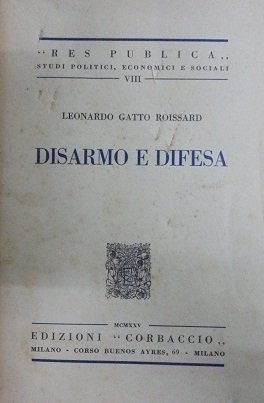 “RES PUBLICA„
STUDI POLITICI, ECONOMICI E SOCIALI
VIII
LEONARDO GATTO ROISSARD
DISARMO E DIFESA
MCMXXV
EDIZIONI “CORBACCIO„
MILANO - CORSO BUENOS AYRES, 69 - MILANO